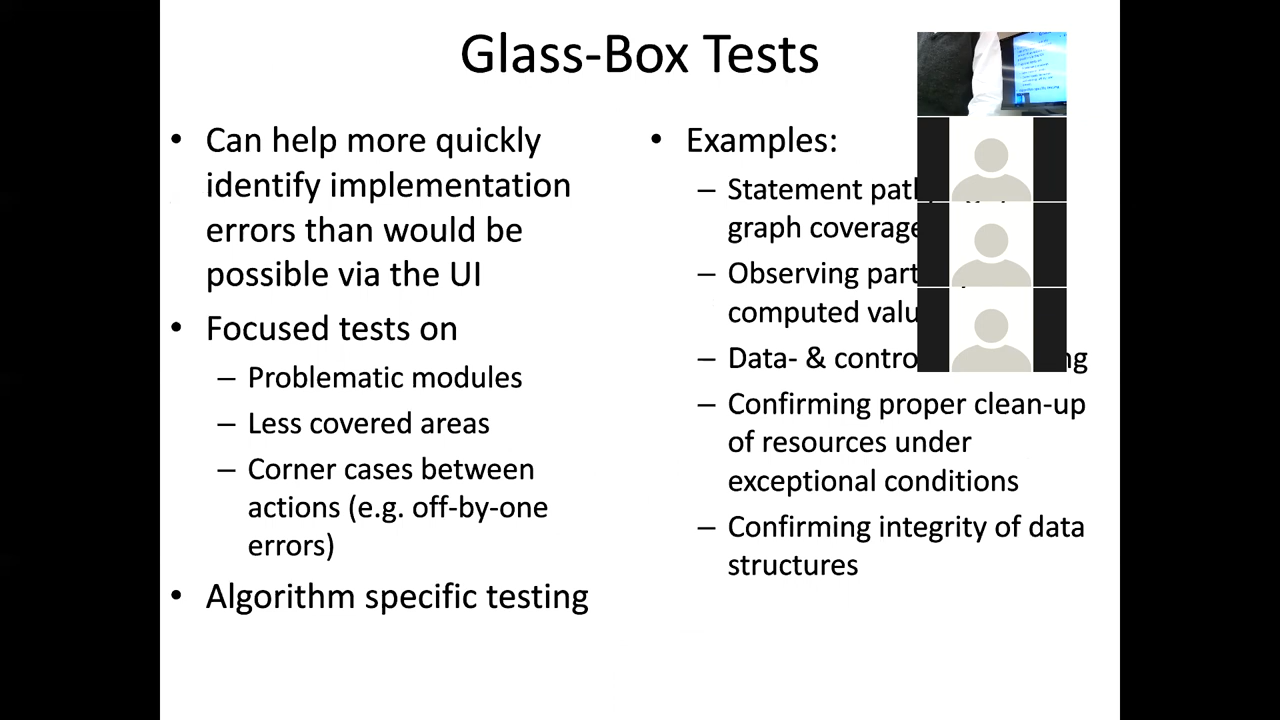 Glass-Box Tests
• Can help more quickly
identify implementation
errors than would be
possible via the UI
• Focused tests on
– Problematic modules
– Less covered areas
– Corner cases between
actions (e.g. off-by-one
errors)
• Algorithm specific testing
• Examples:
– Statement
graph coverage
– Observing
computed
– Data- &
– Confirming proper clean-up
of resources under
exceptional conditions
– Confirming integrity of data
structures